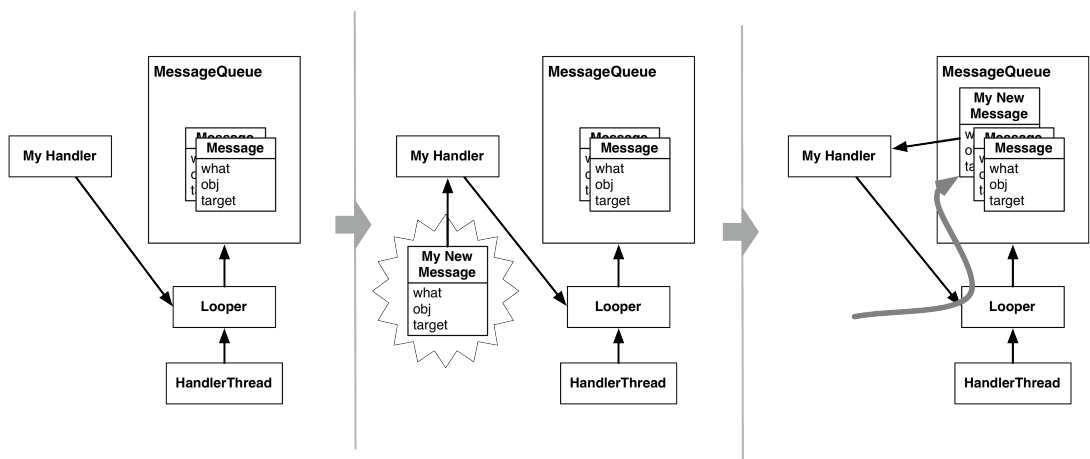 MessageQueue
Message
Message
what
obj
target
My Handler
Looper
HandlerThread
MessageQueue
Message
Message
what
obj
target
My Handler
My New
Message
what
obj
target
Looper
HandlerThread
MessageQueue
My New
Message
Message
what
obj
target
My Handler
Looper
HandlerThread